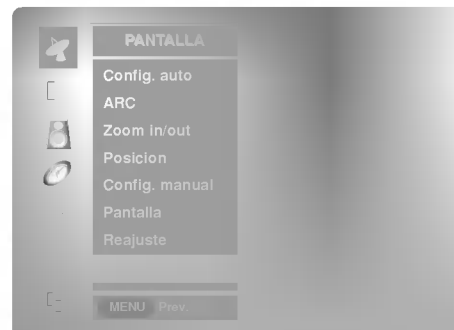 PANTALLA
Config. auto
ARC
Zoom in/out
Posicion
Config. manual
Pantalla
Reajuste
MENU Prev.